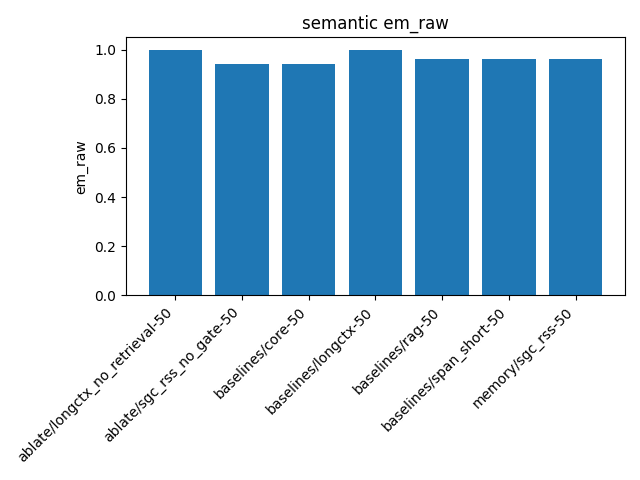 semantic em_raw
em_raw
1.0
0.8
0.6
0.4
0.2
0.0
ablate/longctx_no_retrieval-50
ablate/sgc_rss_no_gate-50
baselines/core-50
baselines/longctx-50
baselines/rag-50
baselines/span_short-50
memory/sgc_rss-50